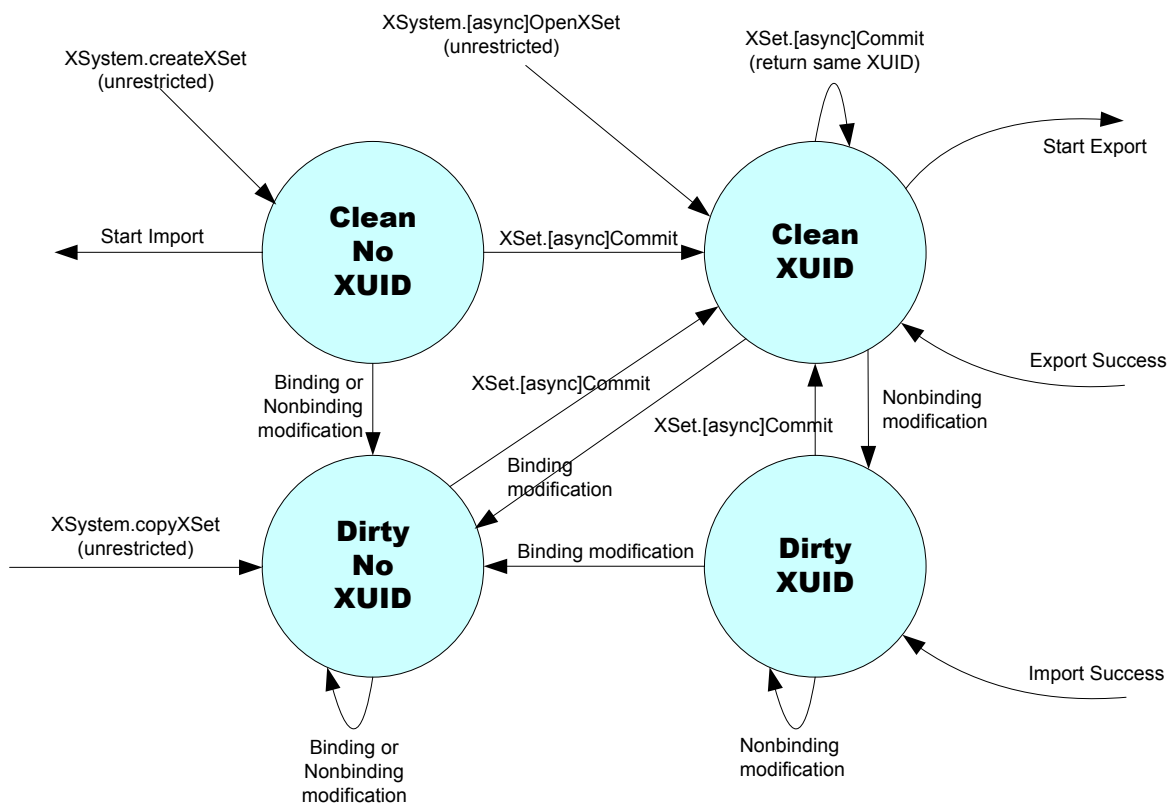 XSystem.[async]OpenXSet
(unrestricted)
XSet.[async]Commit
(return same XUID)
XSystem.createXSet
(unrestricted)
Start Export
Clean
No
XUID
Clean
XUID
Start Import
XSet.[async]Commit
Export Success
Binding or
Nonbinding
modification
XSet.[async]Commit
Nonbinding
modification
XSet.[async]Commit
Binding
modification
XSystem.copyXSet
(unrestricted)
Dirty
No
XUID
Binding modification
Dirty
XUID
Import Success
Binding or
Nonbinding
modification
Nonbinding
modification